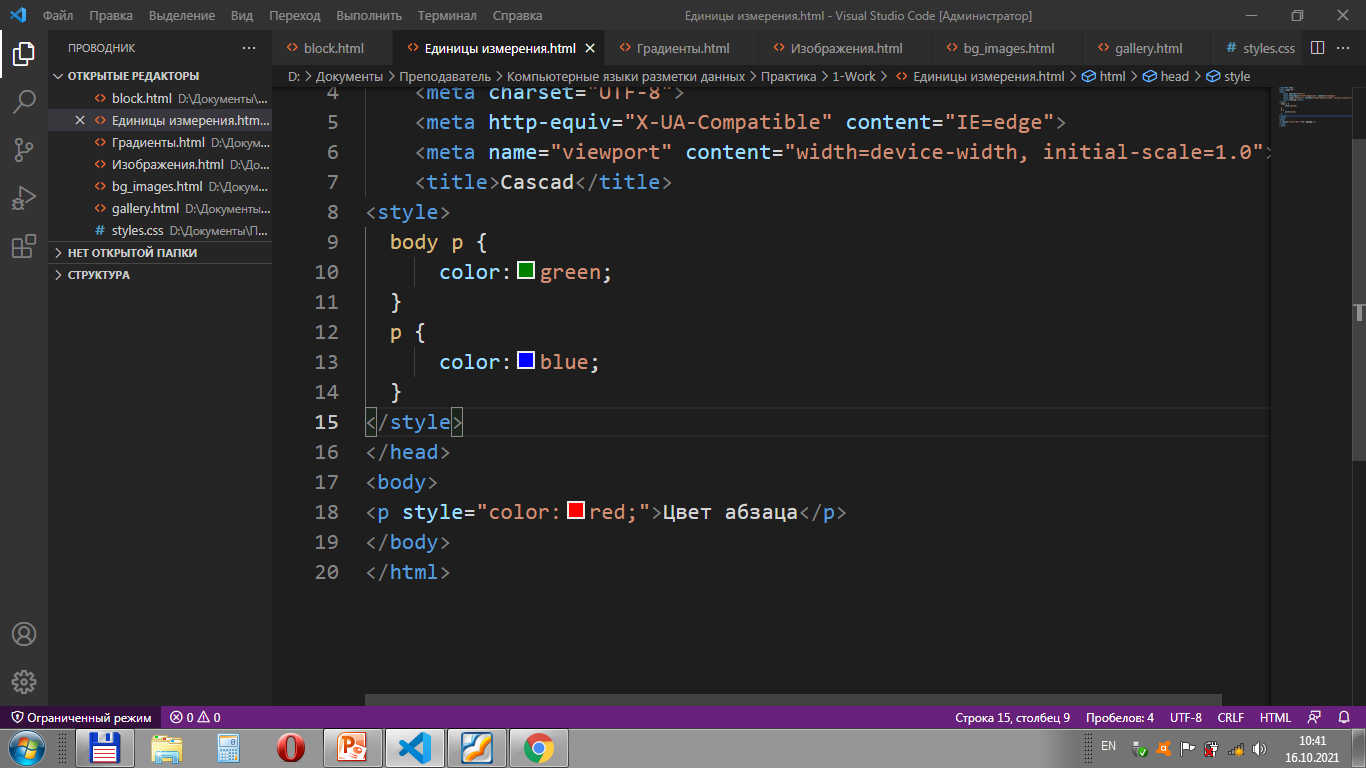 Файл Правка Выделение Вид Переход Выполнить Терминал Справка Единицы измерения.html - Visual Studio Code [Администратор]
ПРОВОДНИК ···
block.html Единицы измерения.html Градиенты.html Изображения.html bg_images.html gallery.html styles.css ···
D: > Документы > Преподаватель > Компьютерные языки разметки данных > Практика > 1-Work > Единицы измерения.html > html > head > style
ОТКРЫТЫЕ РЕДАКТОРЫ
block.html D:\Документы\...
Единицы измерения.htm...
Градиенты.html D:\Докум...
Изображения.html D:\До...
bg_images.html D:\Докум...
gallery.html D:\Документы...
# styles.css D:\Документы\П...
НЕТ ОТКРЫТОЙ ПАПКИ
СТРУКТУРА
4 <meta charset="UTF-8">
5 <meta http-equiv="X-UA-Compatible" content="IE=edge">
6 <meta name="viewport" content="width=device-width, initial-scale=1.0">
7 <title>Cascad</title>
8 <style>
9 body p {
10 color: green;
11 }
12 p {
13 color: blue;
14 }
15 </style>
16 </head>
17 <body>
18 <p style="color: red;">Цвет абзаца</p>
19 </body>
20 </html>
Ограниченный режим 0 0 Строка 15, столбец 9 Пробелов: 4 UTF-8 CRLF HTML
EN 10:41
16.10.2021